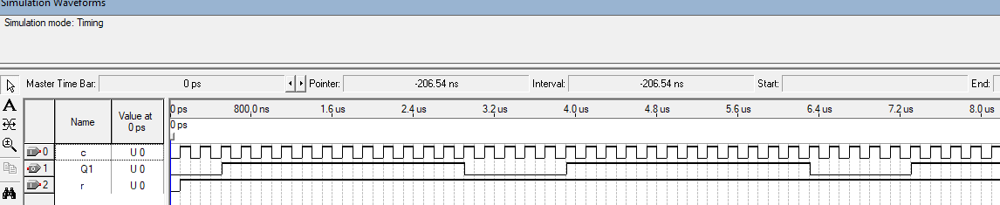 Simulation Waveforms
Simulation mode: Timing
Master Time Bar: 0 ps Pointer: -206.54 ns Interval: -206.54 ns Start: End:
Name Value at 0 ps
0 ps 800.0 ns 1.6 us 2.4 us 3.2 us 4.0 us 4.8 us 5.6 us 6.4 us 7.2 us 8.0 us
0 ps
0 c U 0
1 Q1 U 0
2 r U 0